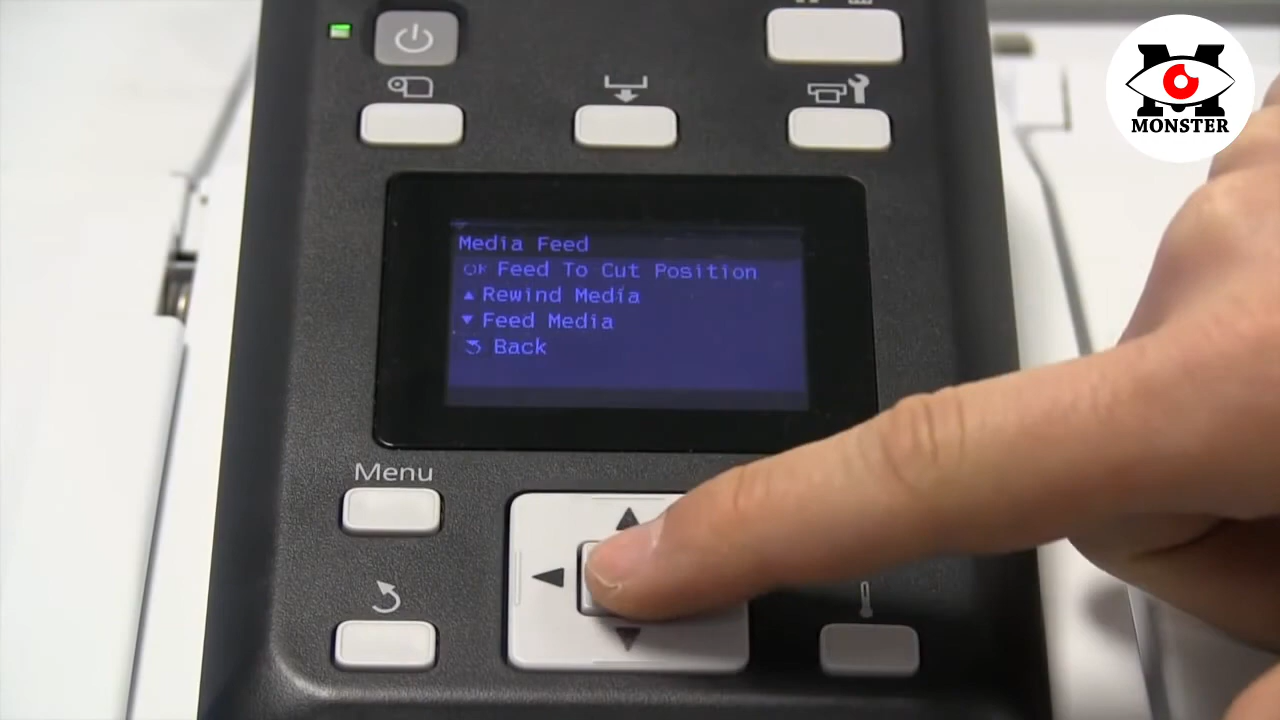 MONSTER
Media Feed
OK Feed To Cut Position
Rewind Media
Feed Media
Back
Menu